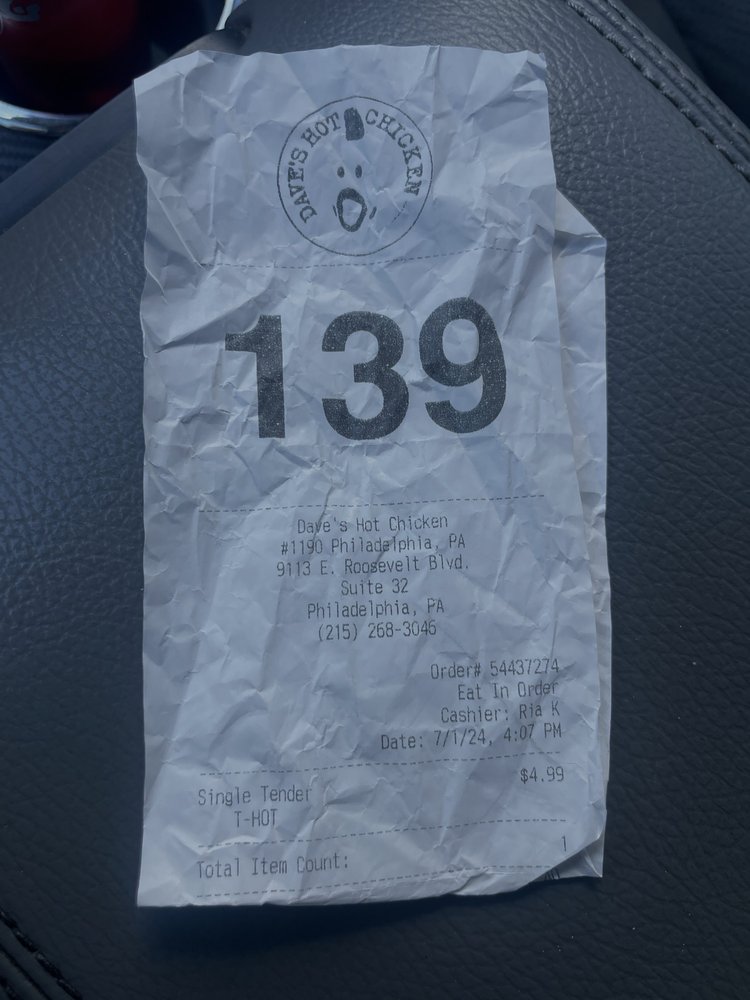 DAVE'S HOT CHICKEN
139
Dave's Hot Chicken
#1190 Philadelphia, PA
9113 E. Roosevelt Blvd.
Suite 32
Philadelphia, PA
(215) 268-3046
Order# 54437274
Eat In Order
Cashier: Ria K
Date: 7/1/24, 4:07 PM
Single Tender $4.99
T-HOT
Total Item Count: 1